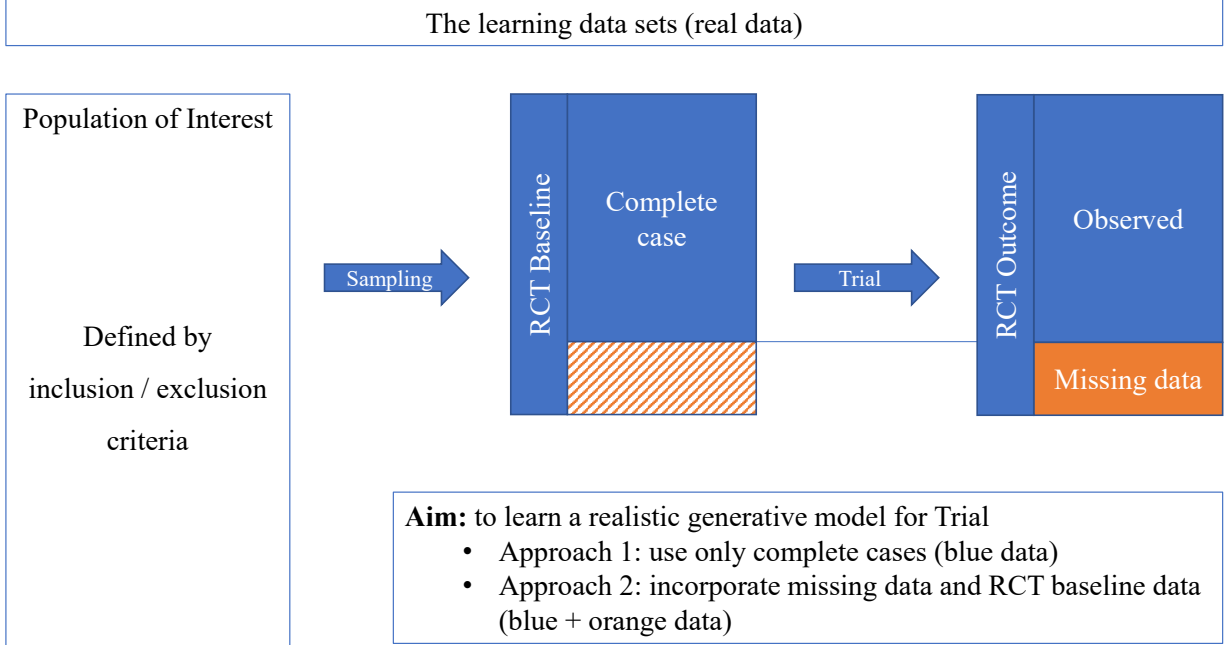 The learning data sets (real data)
Population of Interest
Defined by
inclusion / exclusion
criteria
Sampling
RCT Baseline
Complete
case
Trial
RCT Outcome
Observed
Missing data
Aim: to learn a realistic generative model for Trial
• Approach 1: use only complete cases (blue data)
• Approach 2: incorporate missing data and RCT baseline data
(blue + orange data)